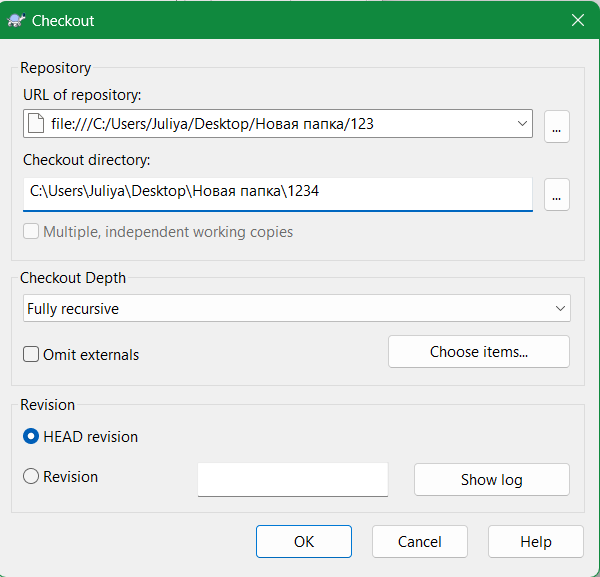 Checkout
Repository
URL of repository:
file:///C:/Users/Juliya/Desktop/Новая папка/123
...
Checkout directory:
C:\Users\Juliya\Desktop\Новая папка\1234
...
Multiple, independent working copies
Checkout Depth
Fully recursive
Omit externals
Choose items...
Revision
HEAD revision
Revision
Show log
OK
Cancel
Help